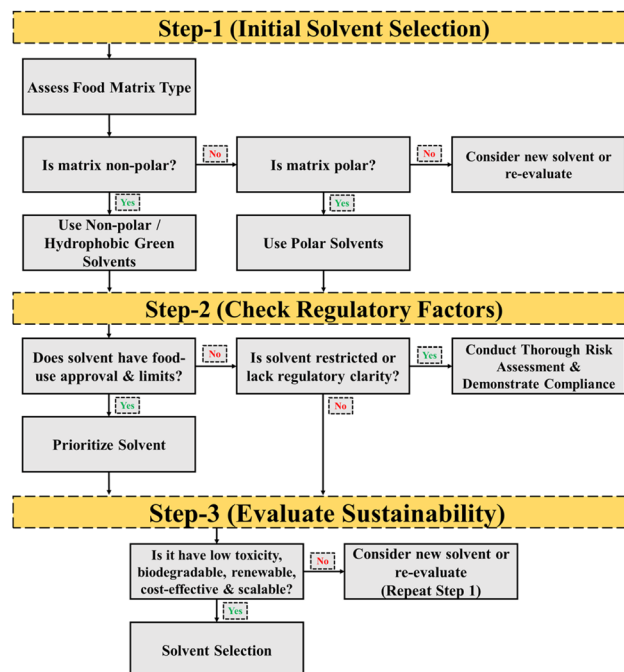 Step-1 (Initial Solvent Selection)
Assess Food Matrix Type
Is matrix non-polar?
No
Is matrix polar?
No
Consider new solvent or
re-evaluate
Yes
Yes
Use Non-polar /
Hydrophobic Green
Solvents
Use Polar Solvents
Step-2 (Check Regulatory Factors)
Does solvent have food-
use approval & limits?
No
Is solvent restricted or
lack regulatory clarity?
Yes
Conduct Thorough Risk
Assessment &
Demonstrate Compliance
Yes
No
Prioritize Solvent
Step-3 (Evaluate Sustainability)
Is it have low toxicity,
biodegradable, renewable,
cost-effective & scalable?
No
Consider new solvent or
re-evaluate
(Repeat Step 1)
Yes
Solvent Selection